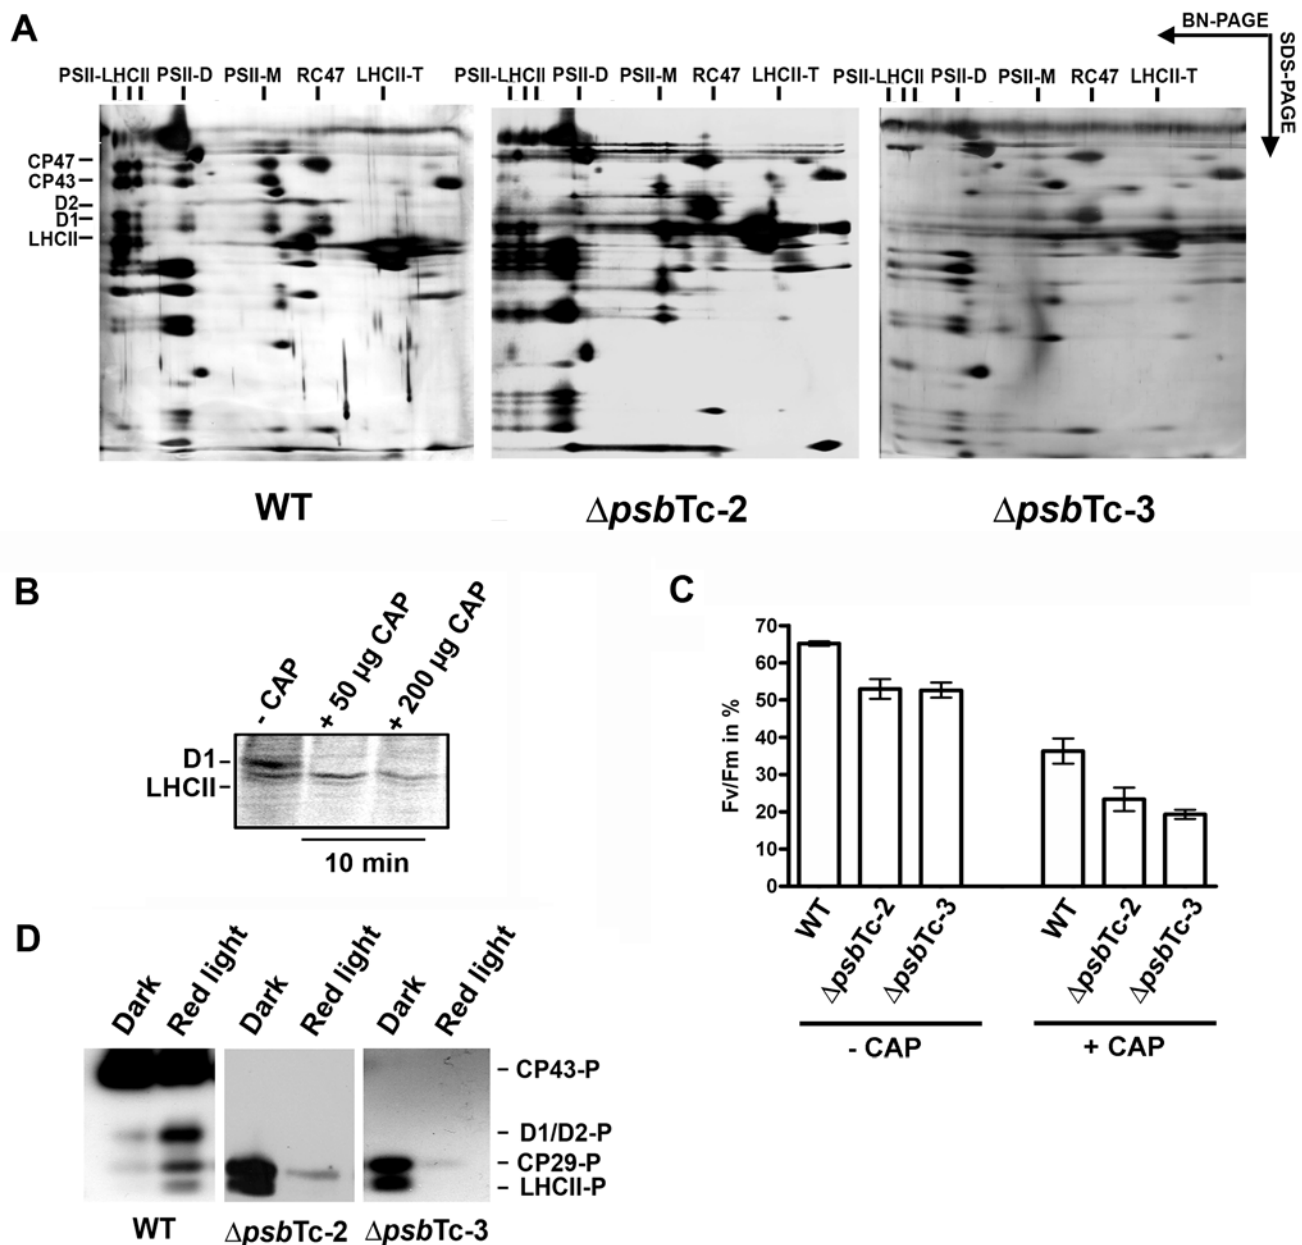 A
BN-PAGE
SDS-PAGE
PSII-LHCII PSII-D PSII-M RC47 LHCII-T
PSII-LHCII PSII-D PSII-M RC47 LHCII-T
PSII-LHCII PSII-D PSII-M RC47 LHCII-T
CP47
CP43
D2
D1
LHCII
WT
ΔpsbTc-2
ΔpsbTc-3
B
- CAP
+ 50 µg CAP
+ 200 µg CAP
D1
LHCII
10 min
C
Fv/Fm in %
70
60
50
40
30
20
10
0
WT
ΔpsbTc-2
ΔpsbTc-3
WT
ΔpsbTc-2
ΔpsbTc-3
- CAP
+ CAP
D
Dark
Red light
Dark
Red light
Dark
Red light
CP43-P
D1/D2-P
CP29-P
LHCII-P
WT
ΔpsbTc-2
ΔpsbTc-3